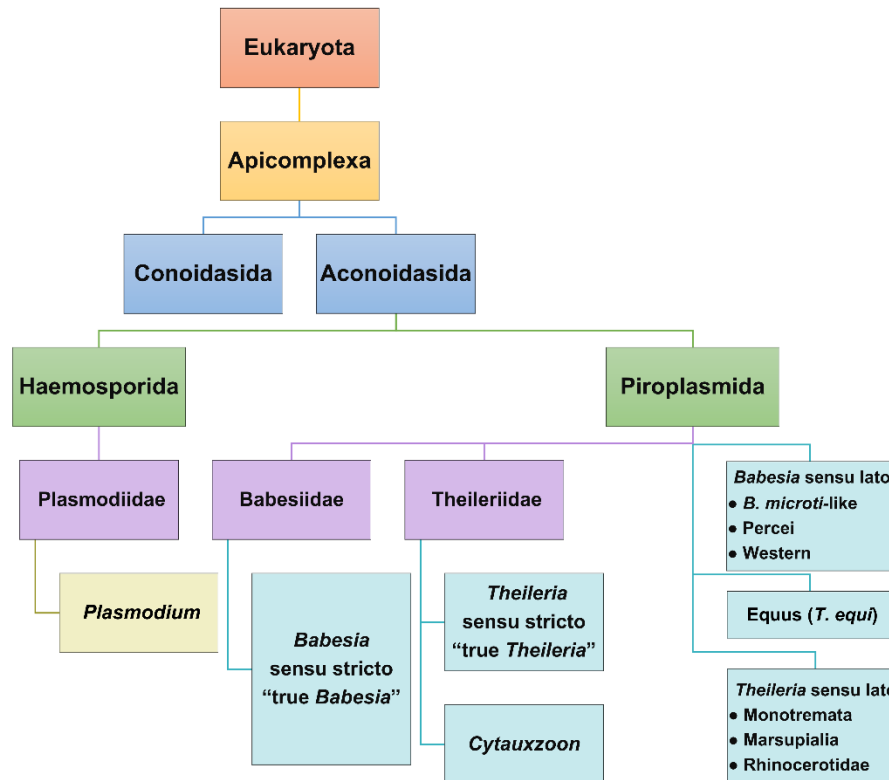 Eukaryota
Apicomplexa
Conoidasida
Aconoidasida
Haemosporida
Piroplasmida
Plasmodiidae
Babesiidae
Theileriidae
Babesia sensu lato
● B. microti-like
● Percei
● Western
Plasmodium
Babesia
sensu stricto
“true Babesia”
Theileria
sensu stricto
“true Theileria”
Equus (T. equi)
Cytauxzoon
Theileria sensu lato
● Monotremata
● Marsupialia
● Rhinocerotidae